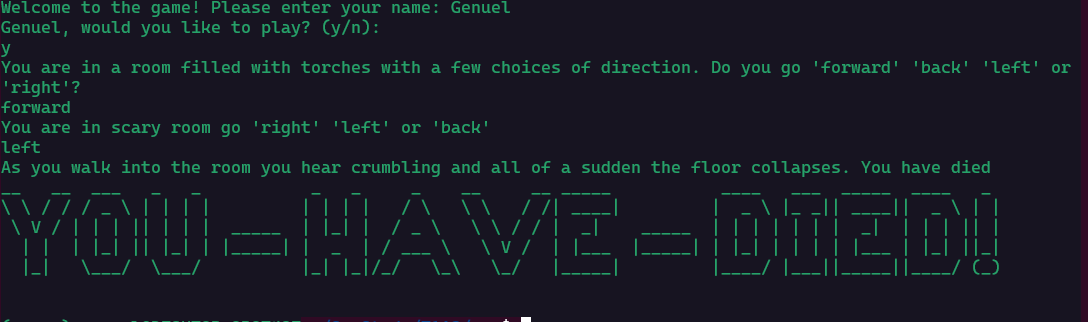 Welcome to the game! Please enter your name: Genuel
Genuel, would you like to play? (y/n):
y
You are in a room filled with torches with a few choices of direction. Do you go 'forward' 'back' 'left' or
'right'?
forward
You are in scary room go 'right' 'left' or 'back'
left
As you walk into the room you hear crumbling and all of a sudden the floor collapses. You have died
YOU-HAVE-DIED!